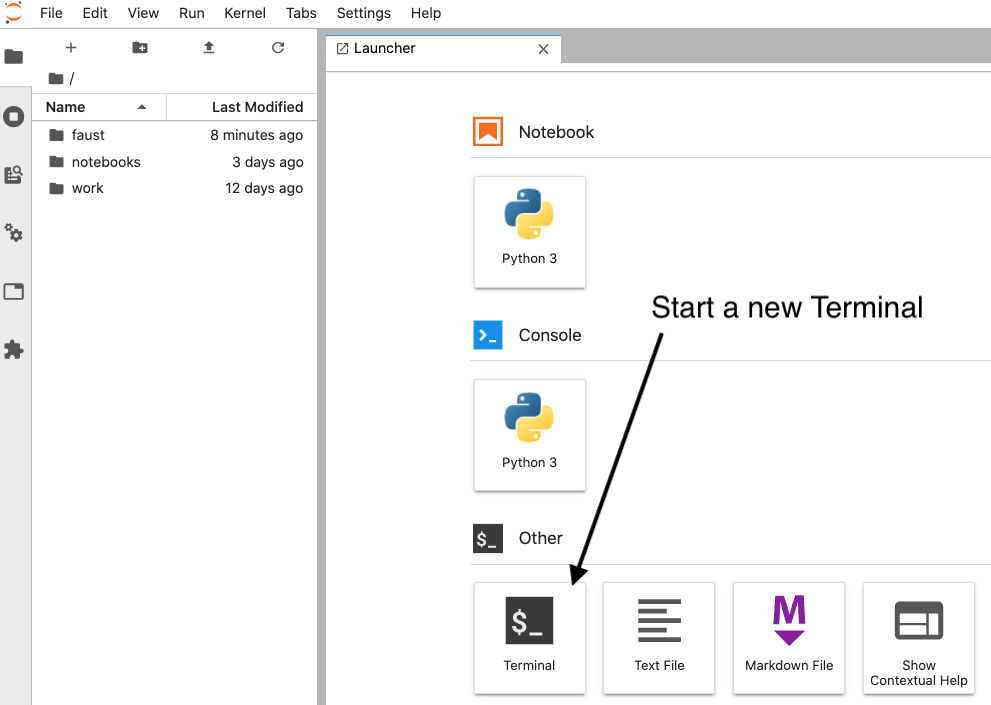 File Edit View Run Kernel Tabs Settings Help
Launcher
/
Name Last Modified
faust 8 minutes ago
notebooks 3 days ago
work 12 days ago
Notebook
Python 3
Start a new Terminal
Console
Python 3
$_ Other
$_
Terminal
Text File
M
Markdown File
Show
Contextual Help